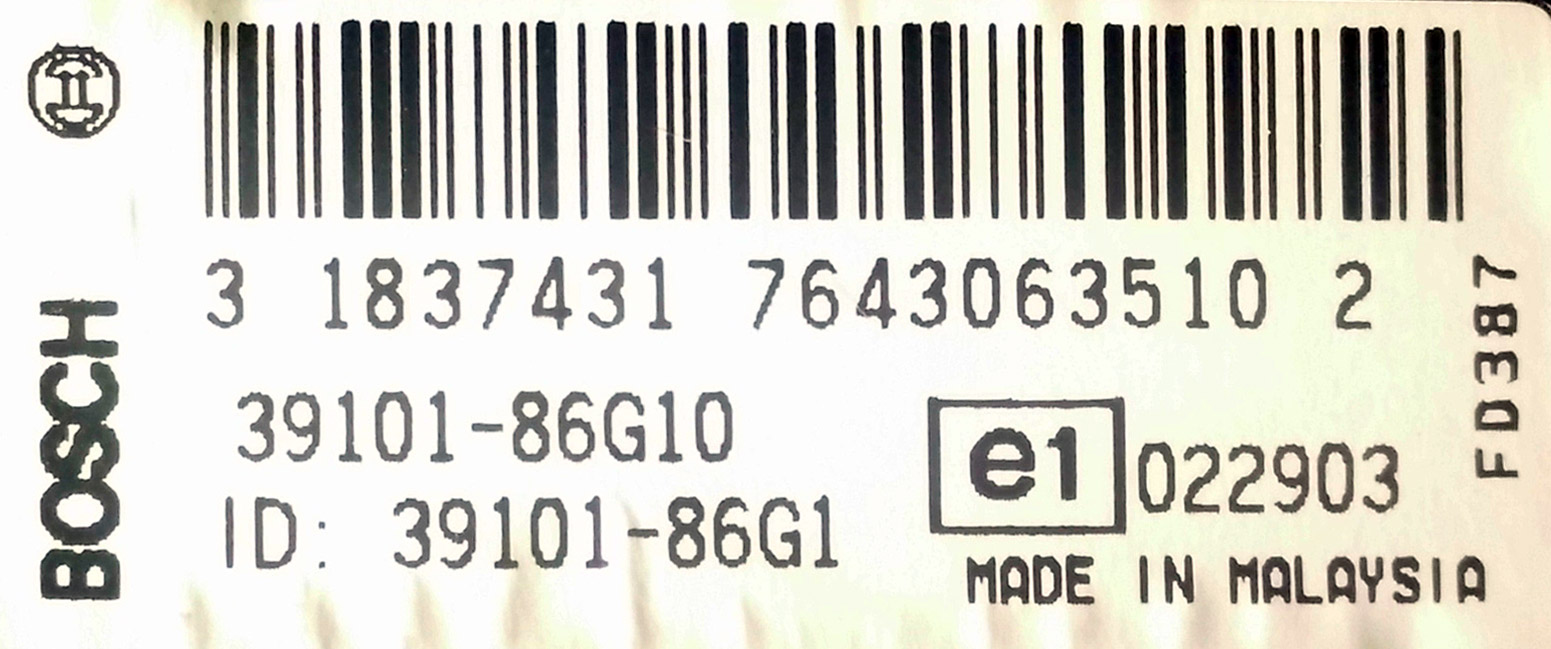 BOSCH
3 1837431 7643063510 2
FD387
39101-86G10
ID: 39101-86G1
e1 022903
MADE IN MALAYSIA